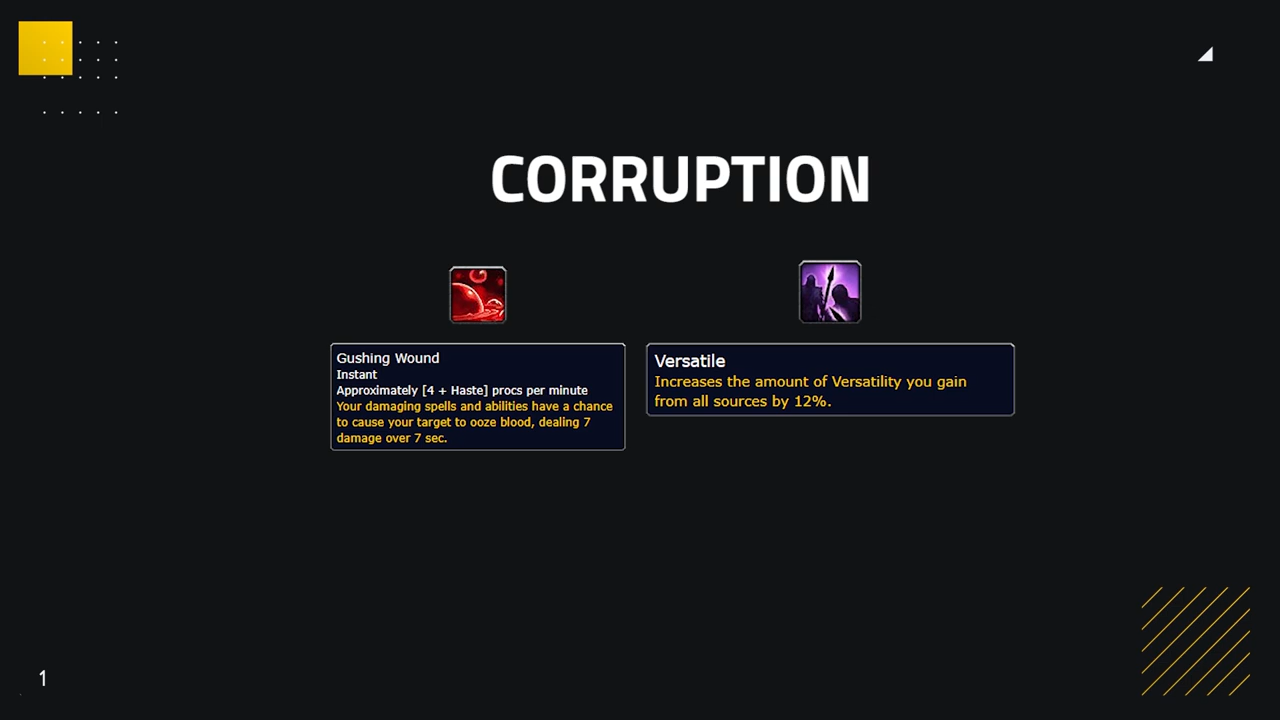 CORRUPTION
Gushing Wound
Instant
Approximately [4 + Haste] procs per minute
Your damaging spells and abilities have a chance
to cause your target to ooze blood, dealing 7
damage over 7 sec.
Versatile
Increases the amount of Versatility you gain
from all sources by 12%.
1